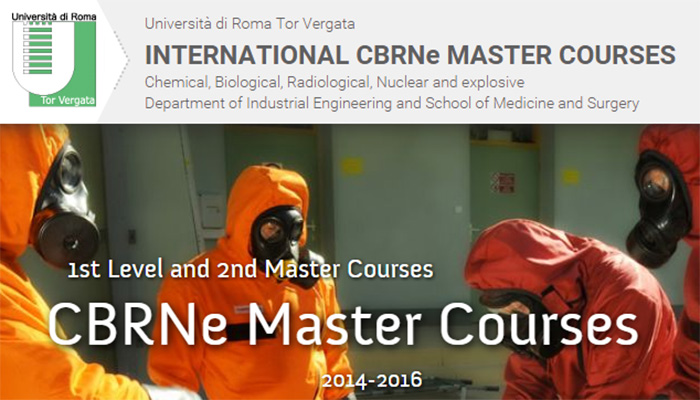 Università di Roma
Tor Vergata
Università di Roma Tor Vergata
INTERNATIONAL CBRNe MASTER COURSES
Chemical, Biological, Radiological, Nuclear and explosive
Department of Industrial Engineering and School of Medicine and Surgery
1st Level and 2nd Master Courses
CBRNe Master Courses
2014-2016